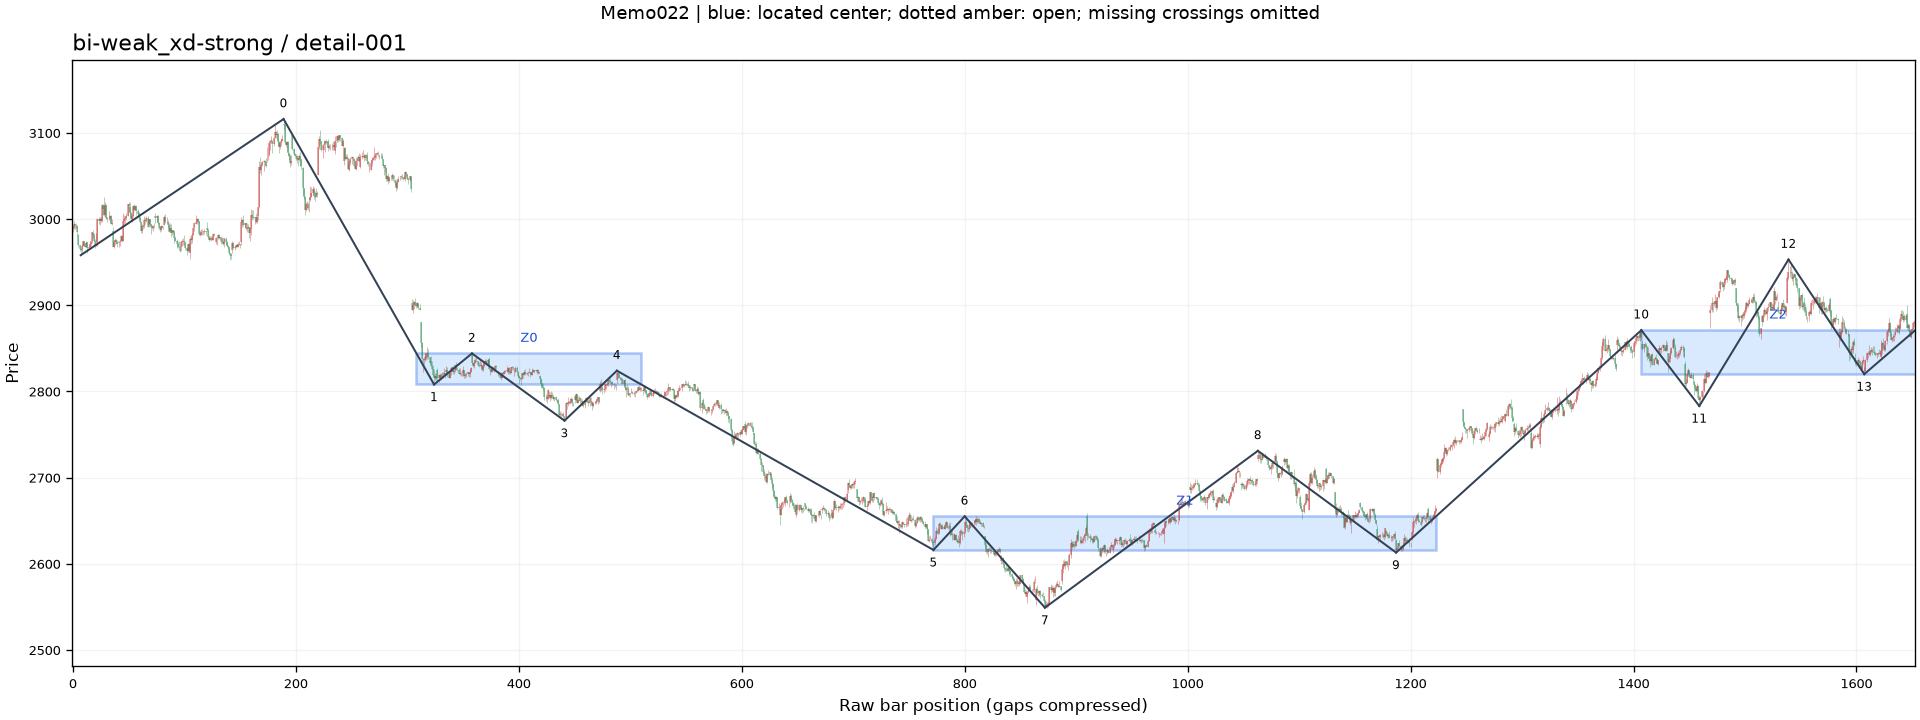 Memo022 | blue: located center; dotted amber: open; missing crossings omitted
bi-weak_xd-strong / detail-001
Price
3100
3000
2900
2800
2700
2600
2500
0
1
2
3
4
5
6
7
8
9
10
11
12
13
Z0
Z1
Z2
0 200 400 600 800 1000 1200 1400 1600
Raw bar position (gaps compressed)